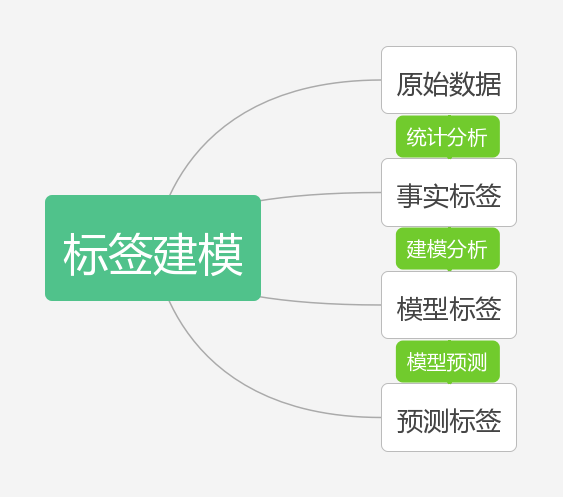 标签建模
原始数据
统计分析
事实标签
建模分析
模型标签
模型预测
预测标签